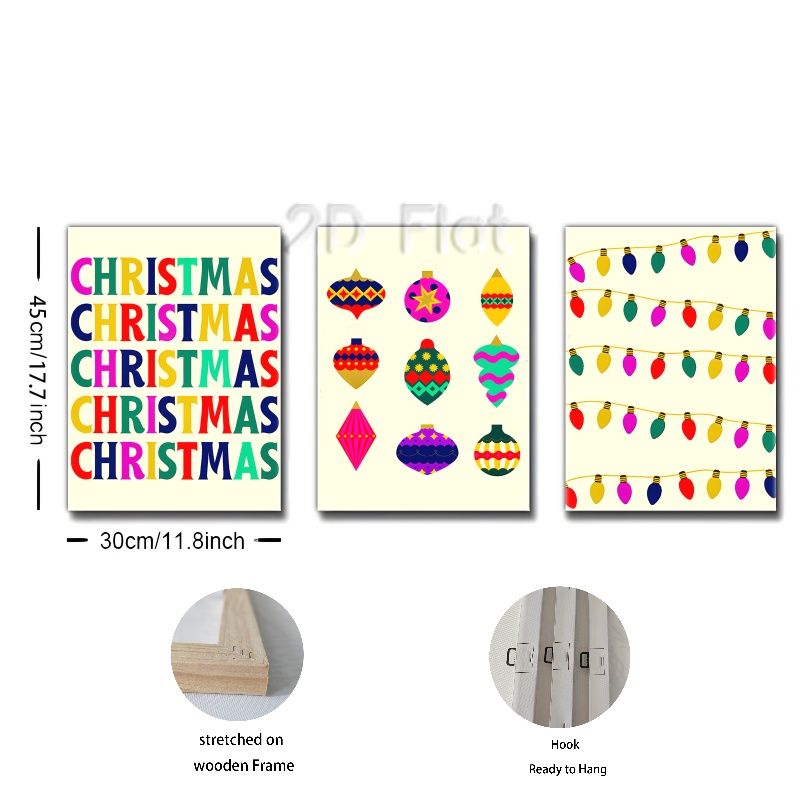 2D Flat
CHRISTMAS
CHRISTMAS
CHRISTMAS
CHRISTMAS
CHRISTMAS
45cm/17.7inch
30cm/11.8inch
stretched on
wooden Frame
Hook
Ready to Hang